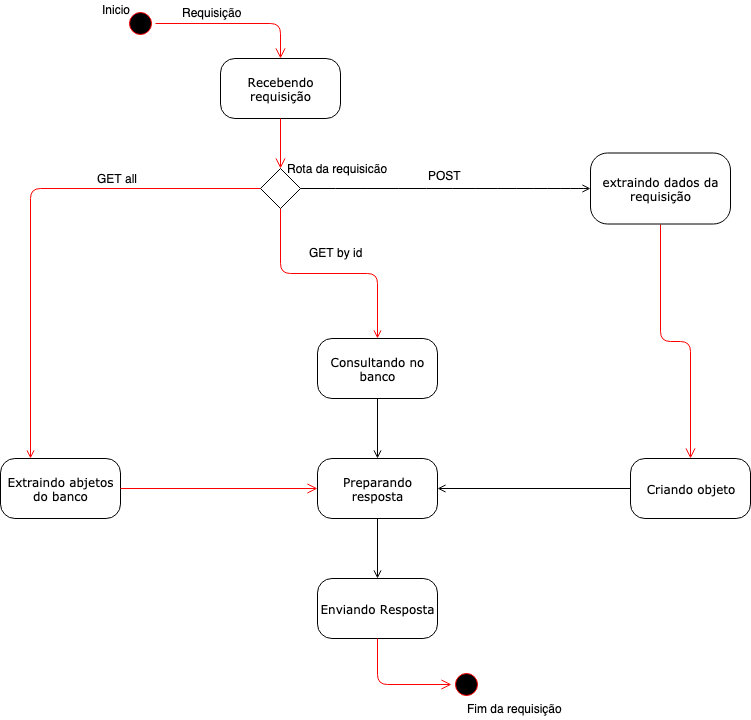 Inicio
Requisição
Recebendo
requisição
Rota da requisicão
GET all
POST
extraindo dados da
requisição
GET by id
Consultando no
banco
Extraindo abjetos
do banco
Preparando
resposta
Criando objeto
Enviando Resposta
Fim da requisição